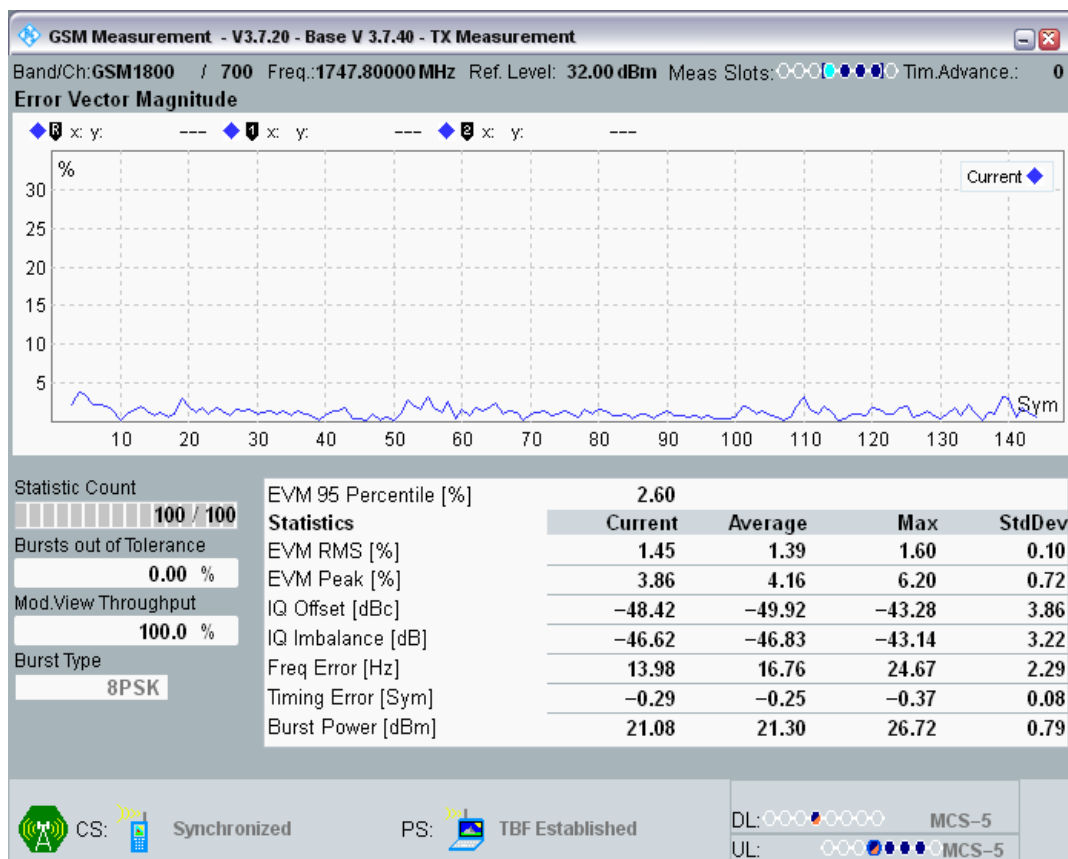 GSM Measurement - V3.7.20 - Base V 3.7.40 - TX Measurement
Band/Ch:GSM1800 / 700 Freq.:1747.80000 MHz Ref. Level: 32.00 dBm Meas Slots: Tim.Advance.: 0
Error Vector Magnitude
R x: y: --- 1 x: y: --- 2 x: y: ---
%
Current
30
25
20
15
10
5
Sym
10 20 30 40 50 60 70 80 90 100 110 120 130 140
Statistic Count
100 / 100
Bursts out of Tolerance
0.00 %
Mod.View Throughput
100.0 %
Burst Type
8PSK
EVM 95 Percentile [%] 2.60
Statistics Current Average Max StdDev
EVM RMS [%] 1.45 1.39 1.60 0.10
EVM Peak [%] 3.86 4.16 6.20 0.72
IQ Offset [dBc] −48.42 −49.92 −43.28 3.86
IQ Imbalance [dB] −46.62 −46.83 −43.14 3.22
Freq Error [Hz] 13.98 16.76 24.67 2.29
Timing Error [Sym] −0.29 −0.25 −0.37 0.08
Burst Power [dBm] 21.08 21.30 26.72 0.79
CS: Synchronized PS: TBF Established
DL: MCS−5
UL: MCS−5